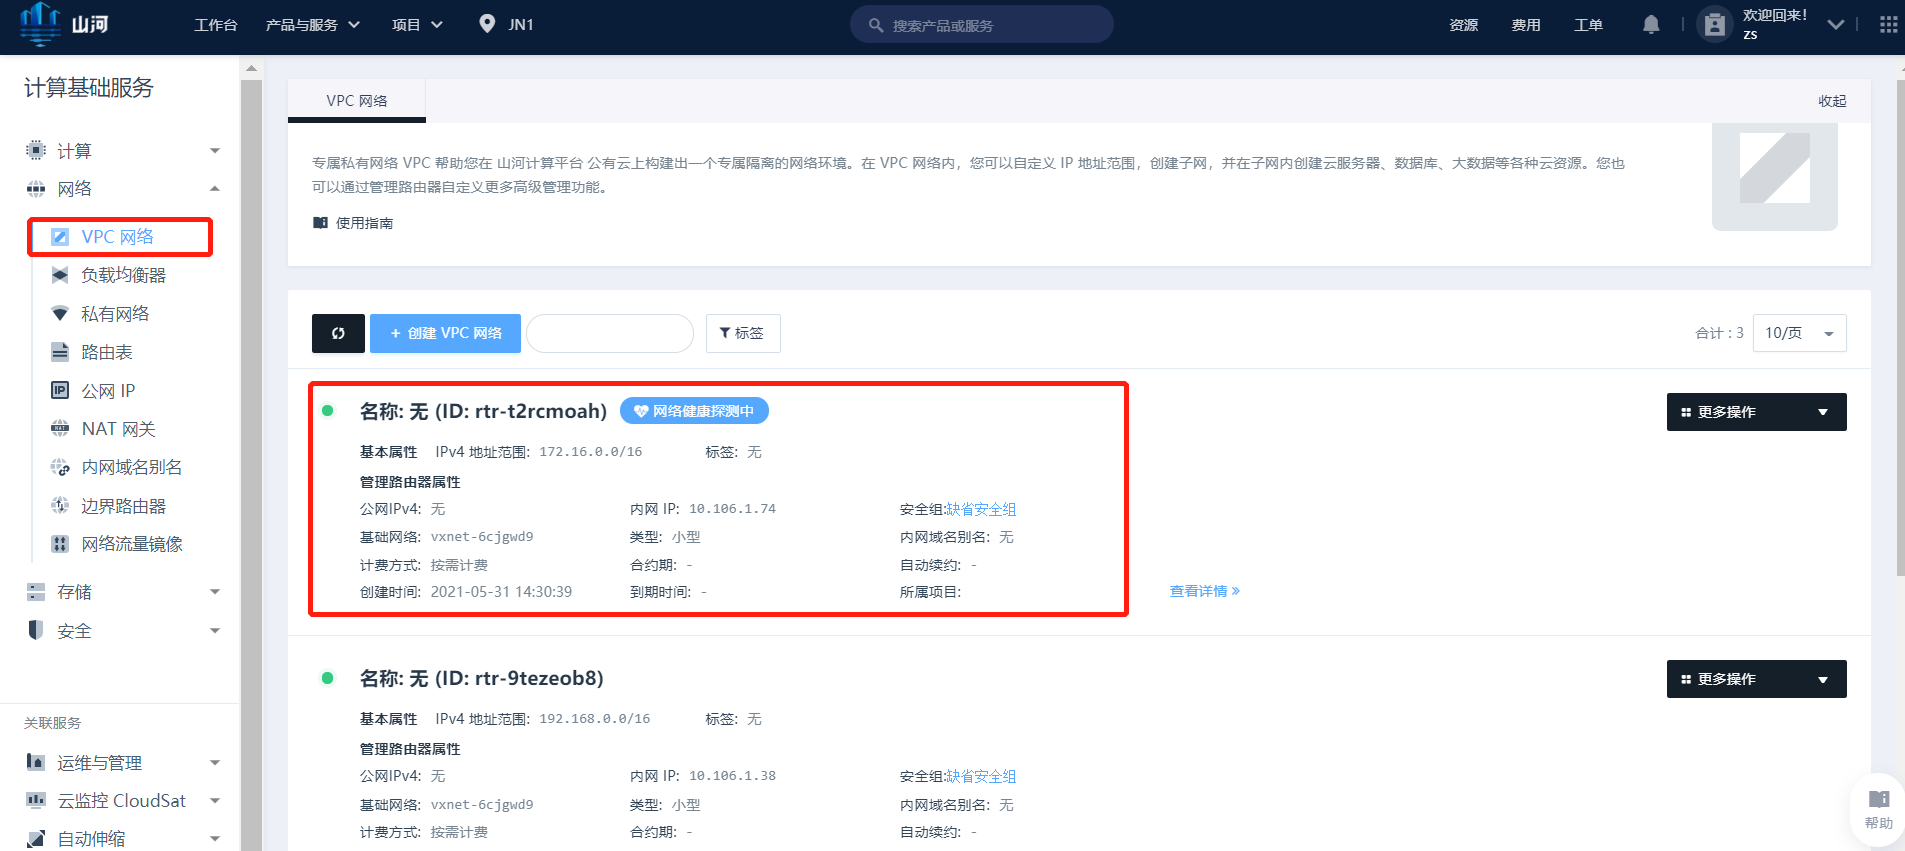 山河
工作台 产品与服务 项目 JN1 搜索产品或服务 资源 费用 工单 欢迎回来！
zs
计算基础服务
计算
网络
VPC 网络
负载均衡器
私有网络
路由表
公网 IP
NAT 网关
内网域名别名
边界路由器
网络流量镜像
存储
安全
关联服务
运维与管理
云监控 CloudSat
自动伸缩
VPC 网络 收起
专属私有网络 VPC 帮助您在 山河计算平台 公有云上构建出一个专属隔离的网络环境。在 VPC 网络内，您可以自定义 IP 地址范围，创建子网，并在子网内创建云服务器、数据库、大数据等各种云资源。您也
可以通过管理路由器自定义更多高级管理功能。
使用指南
+ 创建 VPC 网络 标签 合计 : 3 10/页
名称: 无 (ID: rtr-t2rcmoah) 网络健康探测中 更多操作
基本属性 IPv4 地址范围: 172.16.0.0/16 标签: 无
管理路由器属性
公网IPv4: 无 内网 IP: 10.106.1.74 安全组:缺省安全组
基础网络: vxnet-6cjgwd9 类型: 小型 内网域名别名: 无
计费方式: 按需计费 合约期: - 自动续约: -
创建时间: 2021-05-31 14:30:39 到期时间: - 所属项目: 查看详情 »
名称: 无 (ID: rtr-9tezeob8) 更多操作
基本属性 IPv4 地址范围: 192.168.0.0/16 标签: 无
管理路由器属性
公网IPv4: 无 内网 IP: 10.106.1.38 安全组:缺省安全组
基础网络: vxnet-6cjgwd9 类型: 小型 内网域名别名: 无
计费方式: 按需计费 合约期: - 自动续约: -
帮助